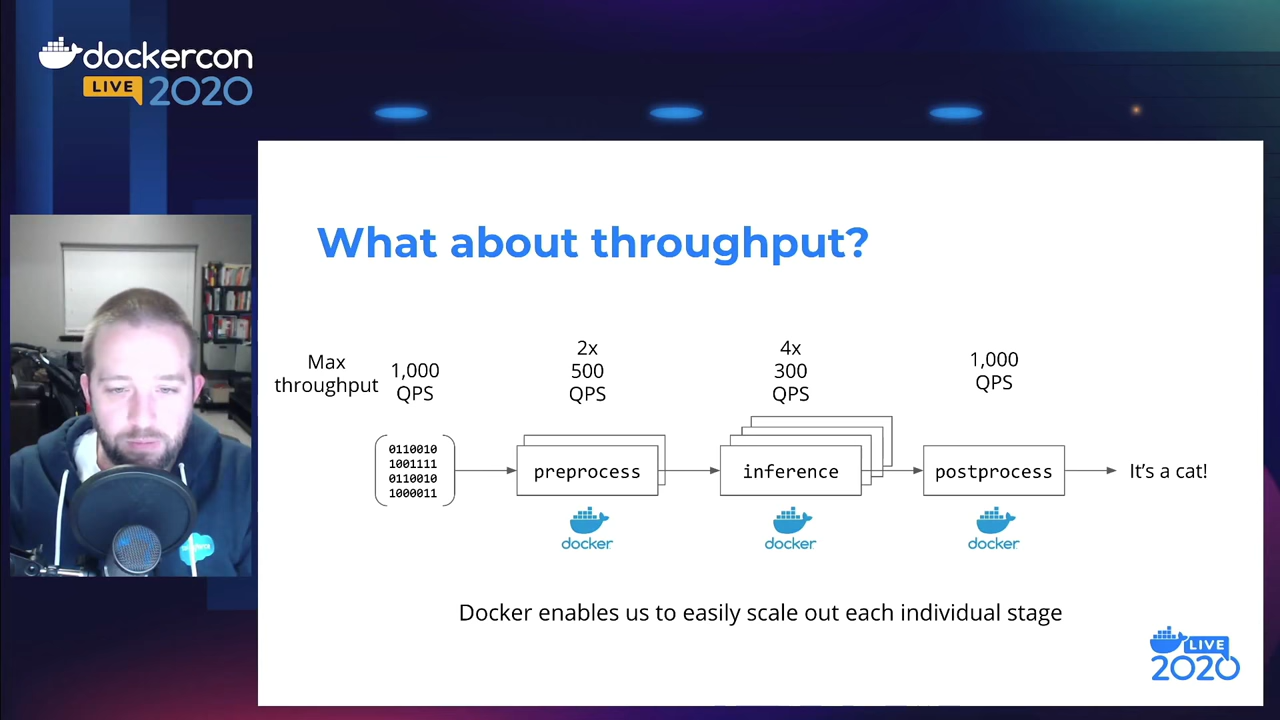 dockercon
LIVE 2020
What about throughput?
Max
throughput
1,000
QPS
2x
500
QPS
4x
300
QPS
1,000
QPS
0110010
1001111
0110010
1000011
preprocess
inference
postprocess
It's a cat!
docker
docker
docker
Docker enables us to easily scale out each individual stage
LIVE
2020